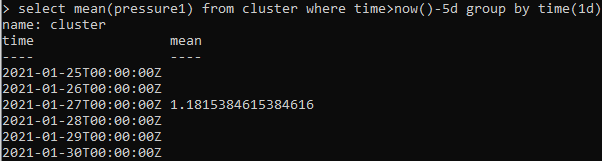 > select mean(pressure1) from cluster where time>now()-5d group by time(1d)
name: cluster
time                 mean
----                 ----
2021-01-25T00:00:00Z
2021-01-26T00:00:00Z
2021-01-27T00:00:00Z 1.1815384615384616
2021-01-28T00:00:00Z
2021-01-29T00:00:00Z
2021-01-30T00:00:00Z